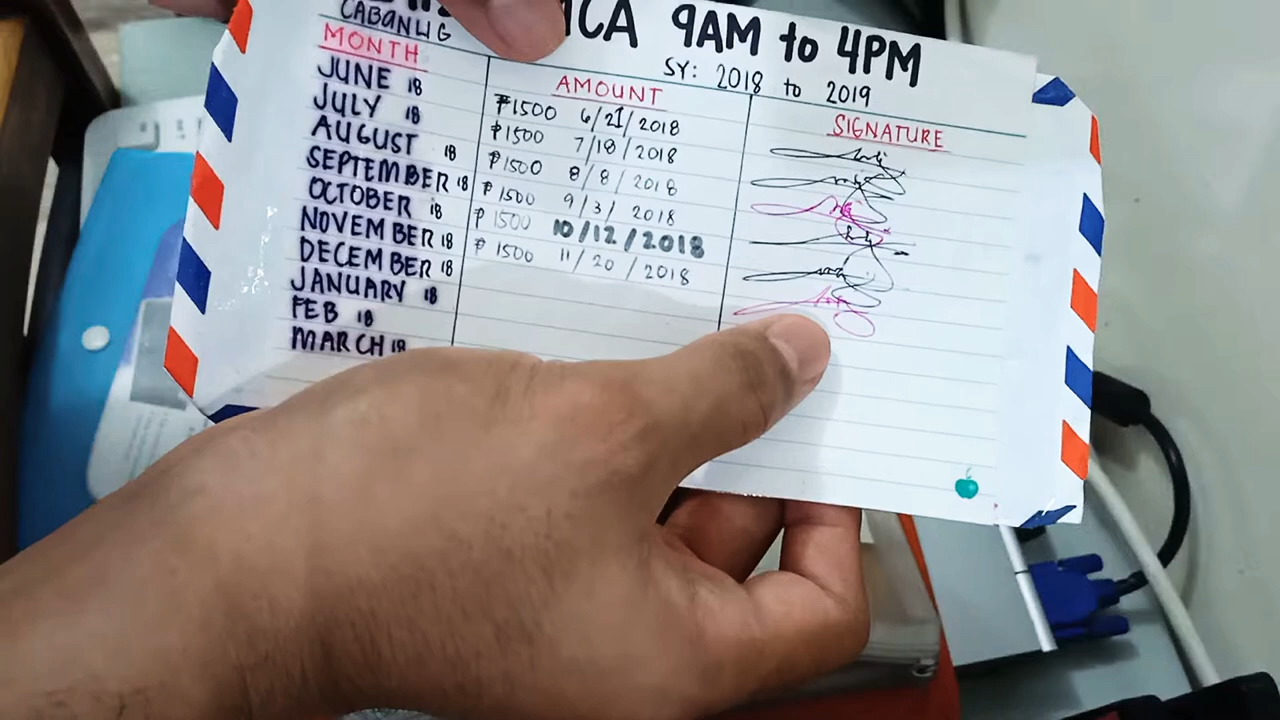 CABANLIG 9AM to 4PM
SY: 2018 to 2019
MONTH AMOUNT SIGNATURE
JUNE 18 ₱1500 6/21/2018
JULY 18 ₱1500 7/18/2018
AUGUST 18 ₱1500 8/8/2018
SEPTEMBER 18 ₱1500 9/3/2018
OCTOBER 18 ₱1500 10/12/2018
NOVEMBER 18 ₱1500 11/20/2018
DECEMBER 18
JANUARY 18
FEB 18
MARCH 18